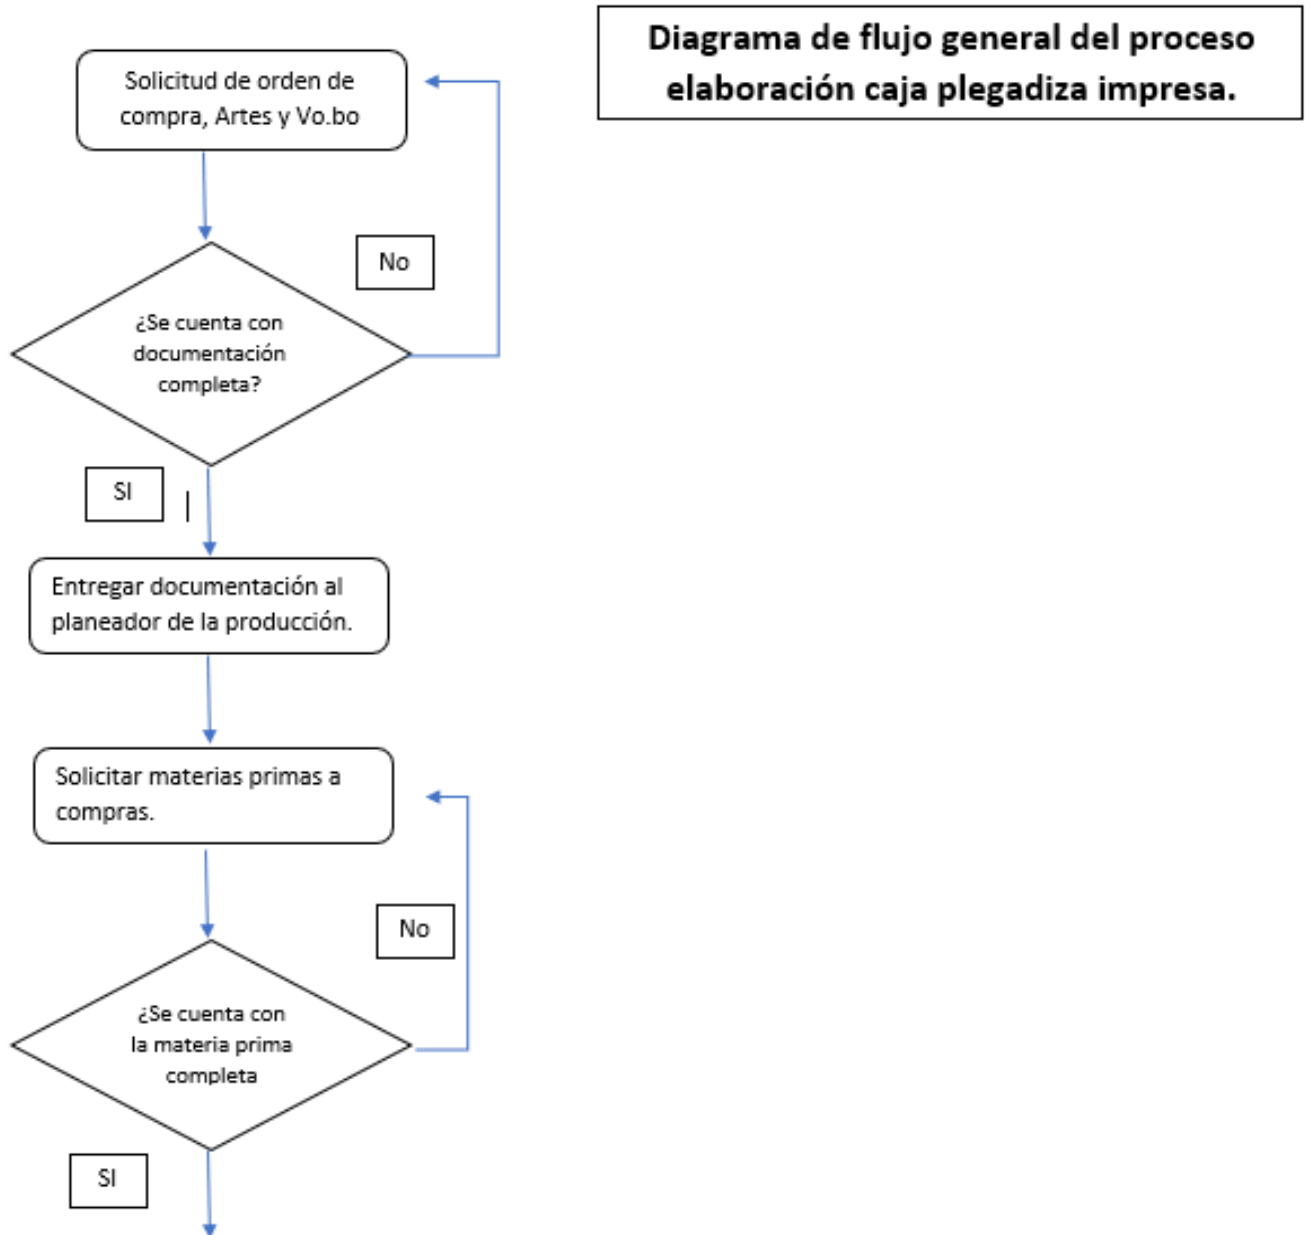 Diagrama de flujo general del proceso
elaboración caja plegadiza impresa.
Solicitud de orden de
compra, Artes y Vo.bo
No
¿Se cuenta con
documentación
completa?
SI
Entregar documentación al
planeador de la producción.
Solicitar materias primas a
compras.
No
¿Se cuenta con
la materia prima
completa
SI